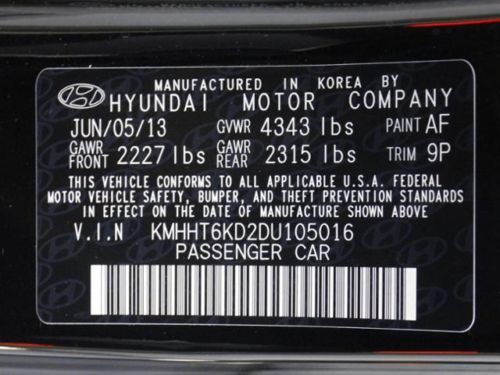 MANUFACTURED IN KOREA BY
HYUNDAI MOTOR COMPANY
JUN/05/13 GVWR 4343 lbs PAINT AF
GAWR FRONT 2227 lbs GAWR REAR 2315 lbs TRIM 9P
THIS VEHICLE CONFORMS TO ALL APPLICABLE U.S.A. FEDERAL
MOTOR VEHICLE SAFETY, BUMPER, AND THEFT PREVENTION STANDARDS
IN EFFECT ON THE DATE OF MANUFACTURE SHOWN ABOVE
V.I.N KMHHT6KD2DU105016
PASSENGER CAR